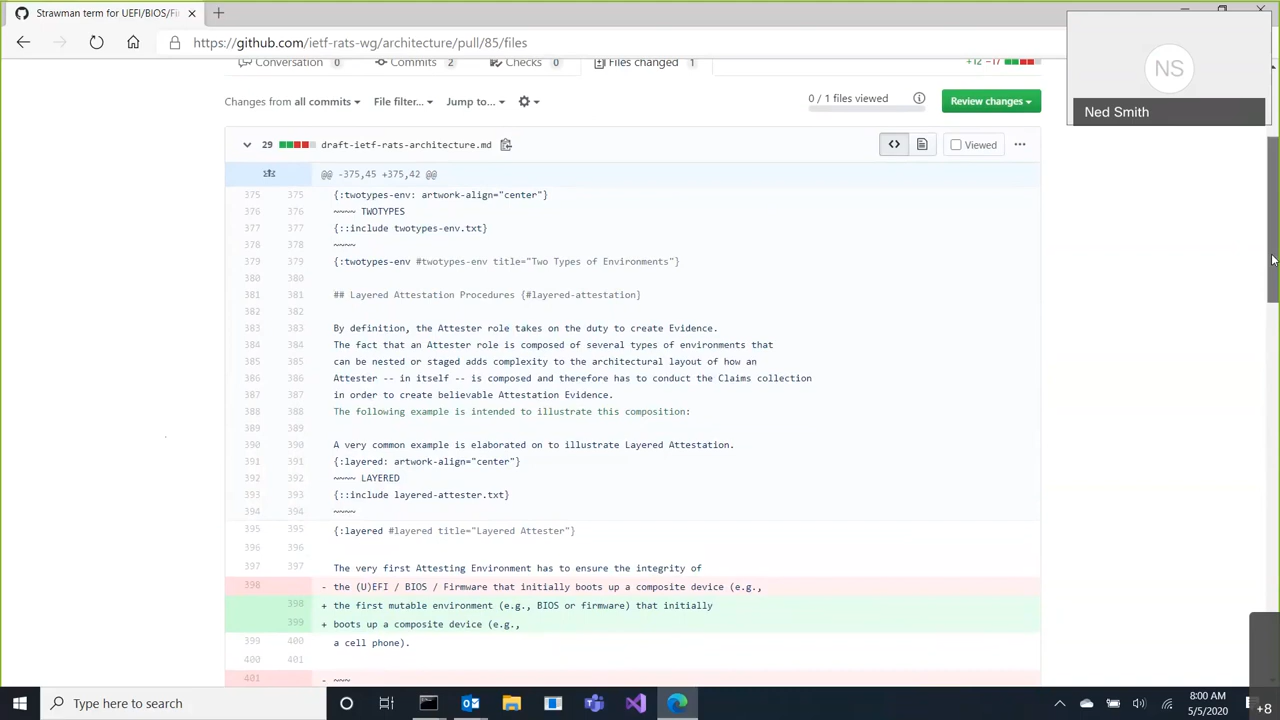 Strawman term for UEFI/BIOS/Fi
https://github.com/ietf-rats-wg/architecture/pull/85/files
NS
Ned Smith
Conversation 0
Commits 2
Checks 0
Files changed 1
+12 −17
Changes from all commits
File filter...
Jump to...
0 / 1 files viewed
Review changes
29
draft-ietf-rats-architecture.md
Viewed
@@ -375,45 +375,42 @@
375 375 {:twotypes-env: artwork-align="center"}
376 376 ~~~~ TWOTYPES
377 377 {::include twotypes-env.txt}
378 378 ~~~~
379 379 {:twotypes-env #twotypes-env title="Two Types of Environments"}
380 380
381 381 ## Layered Attestation Procedures {#layered-attestation}
382 382
383 383 By definition, the Attester role takes on the duty to create Evidence.
384 384 The fact that an Attester role is composed of several types of environments that
385 385 can be nested or staged adds complexity to the architectural layout of how an
386 386 Attester -- in itself -- is composed and therefore has to conduct the Claims collection
387 387 in order to create believable Attestation Evidence.
388 388 The following example is intended to illustrate this composition:
389 389
390 390 A very common example is elaborated on to illustrate Layered Attestation.
391 391 {:layered: artwork-align="center"}
392 392 ~~~~ LAYERED
393 393 {::include layered-attester.txt}
394 394 ~~~~
395 395 {:layered #layered title="Layered Attester"}
396 396
397 397 The very first Attesting Environment has to ensure the integrity of
398 - the (U)EFI / BIOS / Firmware that initially boots up a composite device (e.g.,
398 + the first mutable environment (e.g., BIOS or firmware) that initially
399 + boots up a composite device (e.g.,
399 400 a cell phone).
400 401
401 - ~~~
Type here to search
8:00 AM
5/5/2020
+8